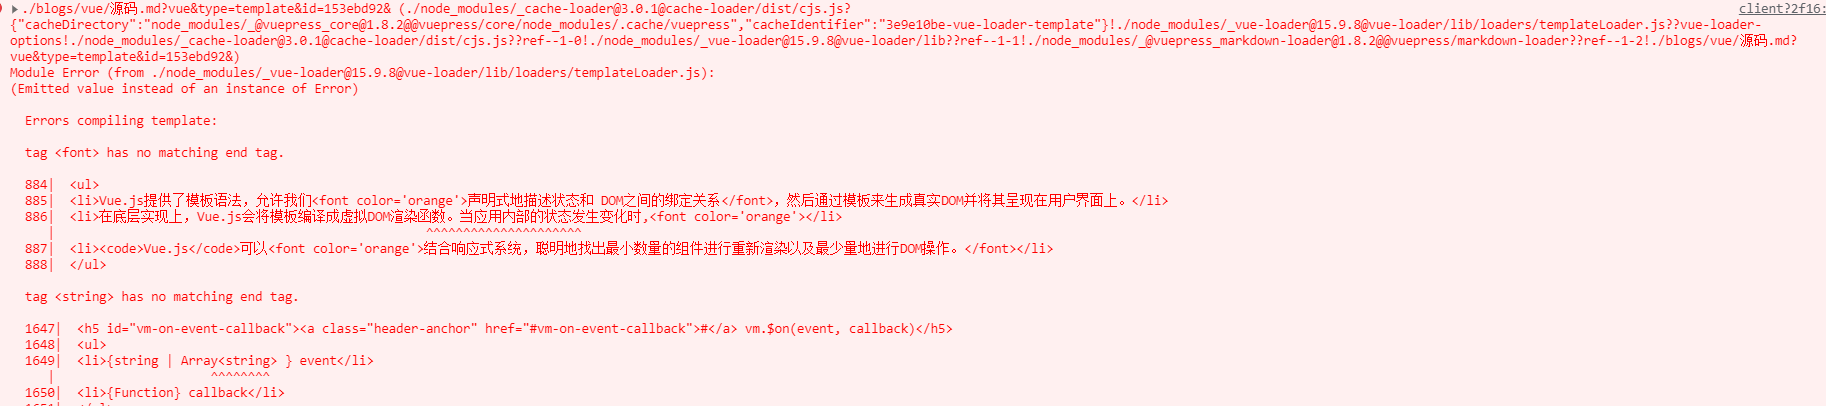 ./blogs/vue/源码.md?vue&type=template&id=153ebd92& (./node_modules/_cache-loader@3.0.1@cache-loader/dist/cjs.js?
client?2f16:
{"cacheDirectory":"node_modules/_@vuepress_core@1.8.2@@vuepress/core/node_modules/.cache/vuepress","cacheIdentifier":"3e9e10be-vue-loader-template"}!./node_modules/_vue-loader@15.9.8@vue-loader/lib/loaders/templateLoader.js??vue-loader-
options!./node_modules/_cache-loader@3.0.1@cache-loader/dist/cjs.js??ref--1-0!./node_modules/_vue-loader@15.9.8@vue-loader/lib??ref--1-1!./node_modules/_@vuepress_markdown-loader@1.8.2@@vuepress/markdown-loader??ref--1-2!./blogs/vue/源码.md?
vue&type=template&id=153ebd92&)
Module Error (from ./node_modules/_vue-loader@15.9.8@vue-loader/lib/loaders/templateLoader.js):
(Emitted value instead of an instance of Error)
Errors compiling template:
tag <font> has no matching end tag.
884|  <ul>
885|  <li>Vue.js提供了模板语法，允许我们<font color='orange'>声明式地描述状态和 DOM之间的绑定关系</font>，然后通过模板来生成真实DOM并将其呈现在用户界面上。</li>
886|  <li>在底层实现上，Vue.js会将模板编译成虚拟DOM渲染函数。当应用内部的状态发生变化时,<font color='orange'></li>
|  ^^^^^^^^^^^^^^^^^^^^^
887|  <li><code>Vue.js</code>可以<font color='orange'>结合响应式系统，聪明地找出最小数量的组件进行重新渲染以及最少量地进行DOM操作。</font></li>
888|  </ul>
tag <string> has no matching end tag.
1647|  <h5 id="vm-on-event-callback"><a class="header-anchor" href="#vm-on-event-callback">#</a> vm.$on(event, callback)</h5>
1648|  <ul>
1649|  <li>{string | Array<string> } event</li>
|  ^^^^^^^^
1650|  <li>{Function} callback</li>